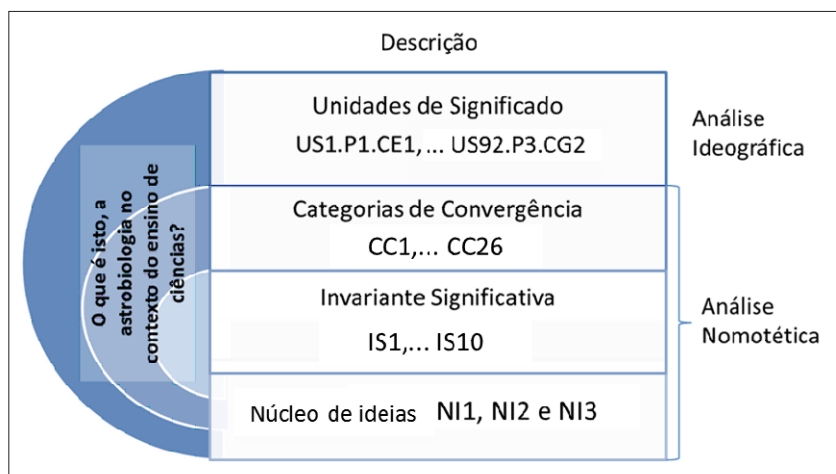 Descrição
Unidades de Significado
US1.P1.CE1,... US92.P3.CG2
Análise
Ideográfica
O que é isto, a
astrobiologia no
contexto do ensino de
ciências?
Categorias de Convergência
CC1,... CC26
Invariante Significativa
IS1,... IS10
Núcleo de ideias NI1, NI2 e NI3
Análise
Nomotética